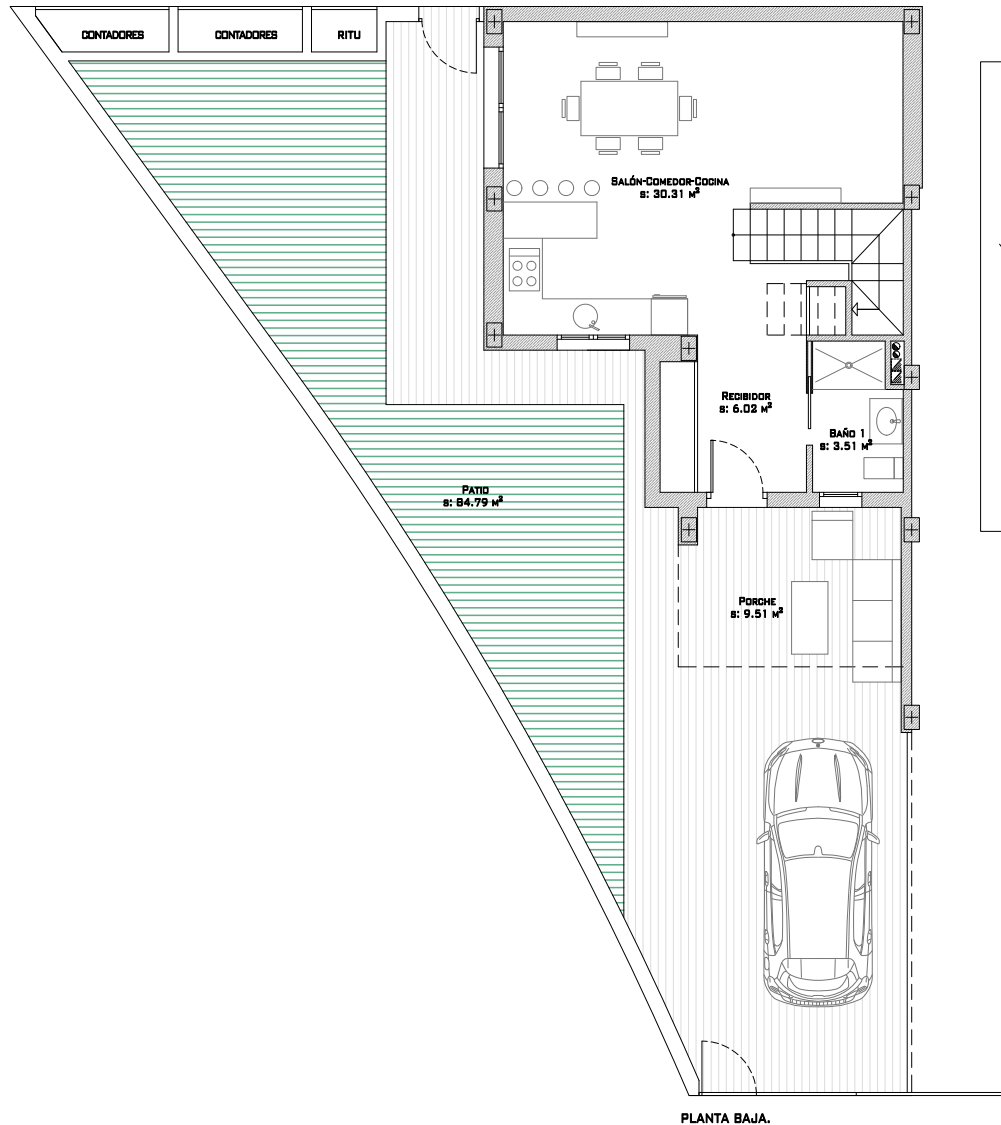 CONTADORES
CONTADORES
RITU
SALÓN-COMEDOR-COCINA
S: 30.31 M²
RECIBIDOR
S: 6.02 M²
BAÑO 1
S: 3.51 M²
PATIO
S: 84.79 M²
PORCHE
S: 9.51 M²
PLANTA BAJA.